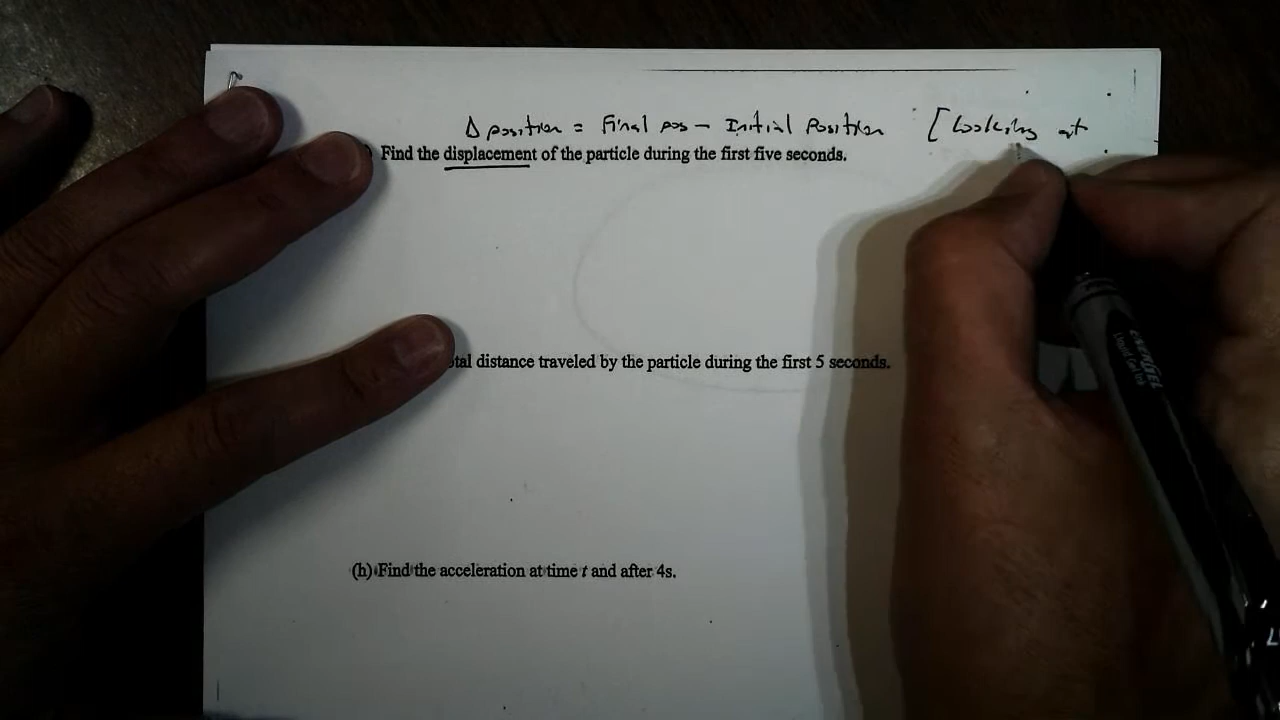 Δ position = Final pos - Initial Position [Looking at
Find the displacement of the particle during the first five seconds.
tal distance traveled by the particle during the first 5 seconds.
(h) Find the acceleration at time t and after 4s.